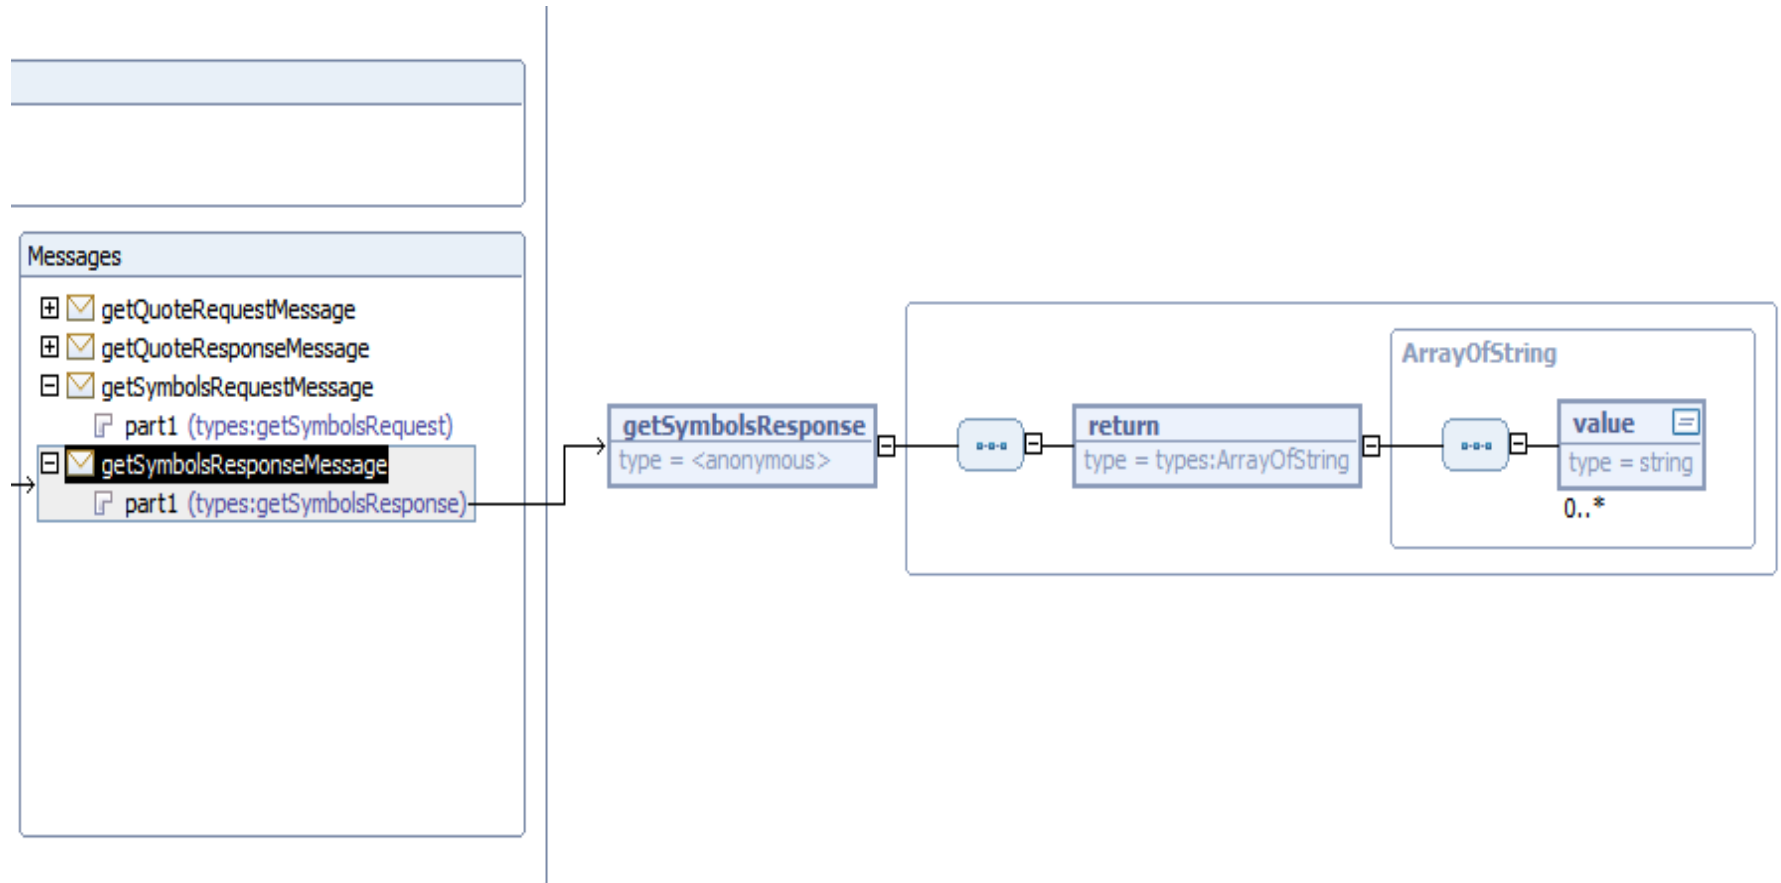 Messages
getQuoteRequestMessage
getQuoteResponseMessage
getSymbolsRequestMessage
part1 (types:getSymbolsRequest)
getSymbolsResponseMessage
part1 (types:getSymbolsResponse)
getSymbolsResponse
type = <anonymous>
return
type = types:ArrayOfString
ArrayOfString
value
type = string
0..*